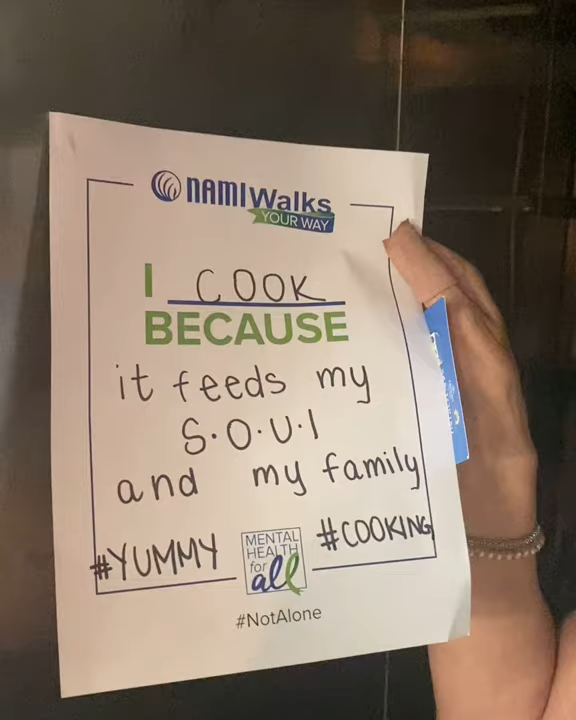 NAMIWalks
YOUR WAY
I COOK
BECAUSE
it feeds my
S.O.U.l
and my family
#YUMMY
#COOKING
MENTAL
HEALTH
for
all
#NotAlone